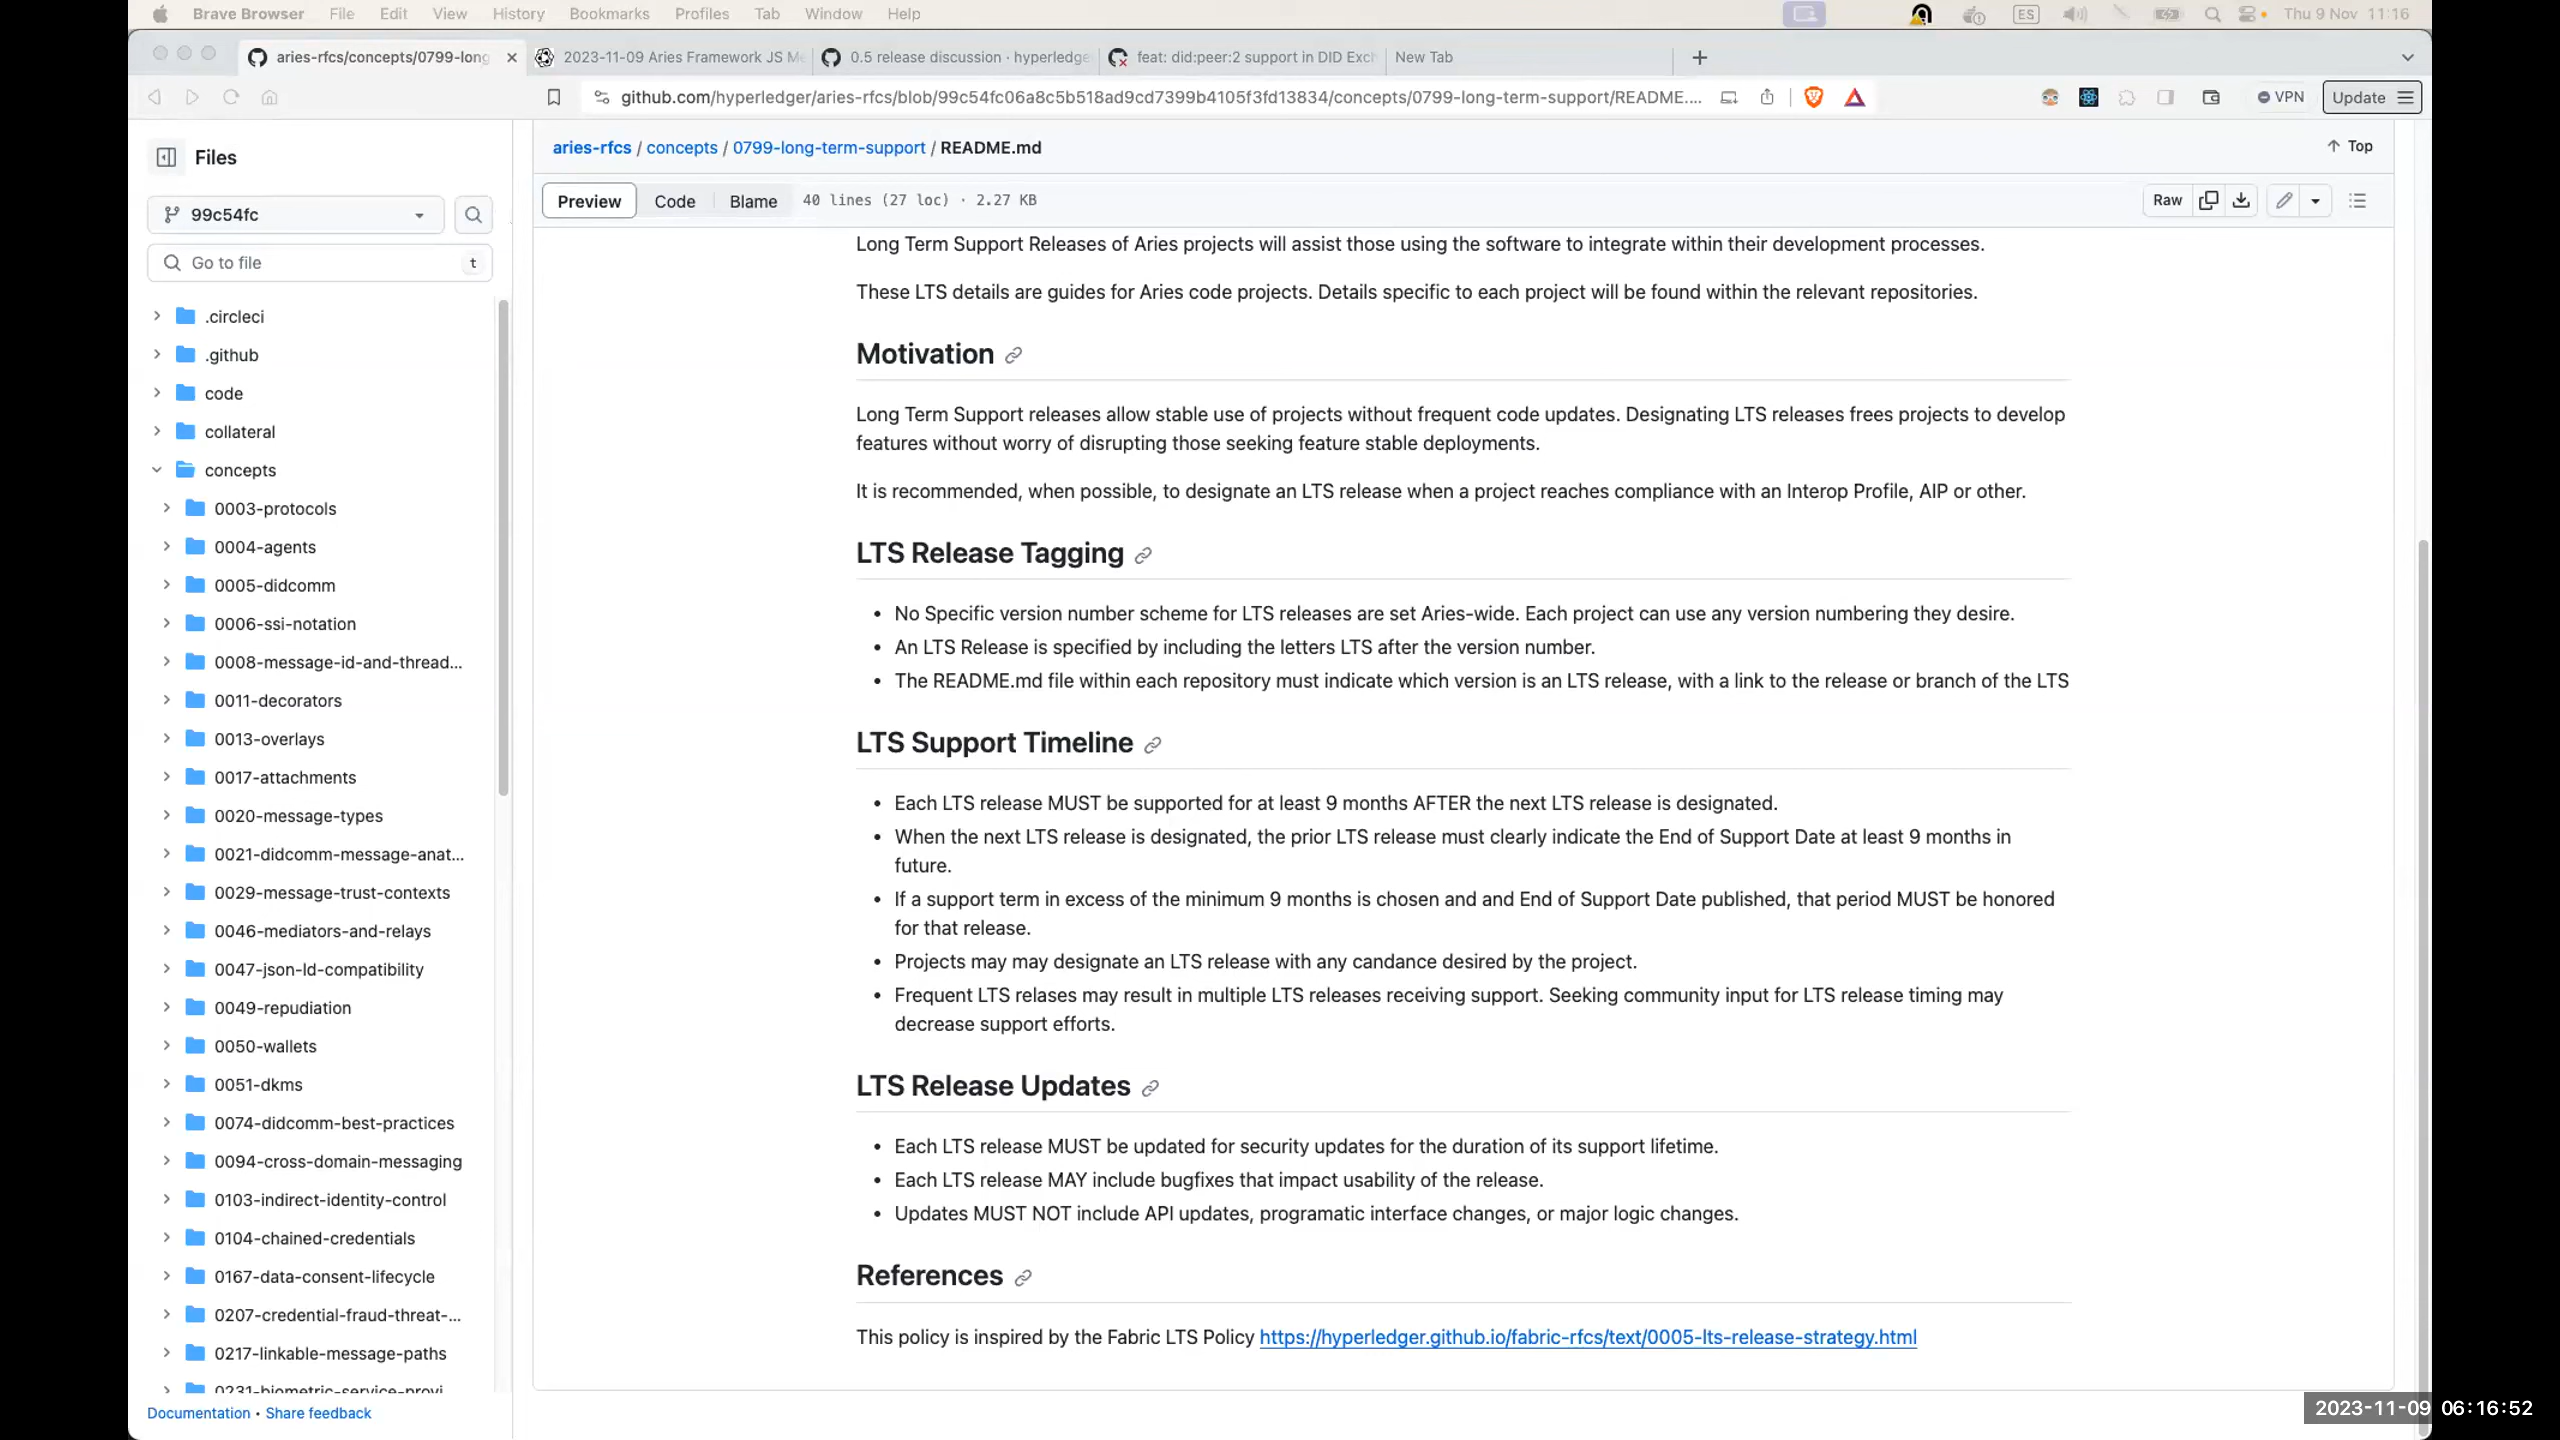 Brave Browser File Edit View History Bookmarks Profiles Tab Window Help ES Thu 9 Nov 11:16
aries-rfcs/concepts/0799-long 2023-11-09 Aries Framework JS Me 0.5 release discussion · hyperledge feat: did:peer:2 support in DID Exch New Tab
github.com/hyperledger/aries-rfcs/blob/99c54fc06a8c5b518ad9cd7399b4105f3fd13834/concepts/0799-long-term-support/README.... VPN Update
Files
99c54fc
Go to file t
.circleci
.github
code
collateral
concepts
0003-protocols
0004-agents
0005-didcomm
0006-ssi-notation
0008-message-id-and-thread...
0011-decorators
0013-overlays
0017-attachments
0020-message-types
0021-didcomm-message-anat...
0029-message-trust-contexts
0046-mediators-and-relays
0047-json-ld-compatibility
0049-repudiation
0050-wallets
0051-dkms
0074-didcomm-best-practices
0094-cross-domain-messaging
0103-indirect-identity-control
0104-chained-credentials
0167-data-consent-lifecycle
0207-credential-fraud-threat-...
0217-linkable-message-paths
0231-biometric-service-provi
Documentation • Share feedback
aries-rfcs / concepts / 0799-long-term-support / README.md Top
Preview Code Blame 40 lines (27 loc) · 2.27 KB Raw
Long Term Support Releases of Aries projects will assist those using the software to integrate within their development processes.
These LTS details are guides for Aries code projects. Details specific to each project will be found within the relevant repositories.
Motivation
Long Term Support releases allow stable use of projects without frequent code updates. Designating LTS releases frees projects to develop
features without worry of disrupting those seeking feature stable deployments.
It is recommended, when possible, to designate an LTS release when a project reaches compliance with an Interop Profile, AIP or other.
LTS Release Tagging
• No Specific version number scheme for LTS releases are set Aries-wide. Each project can use any version numbering they desire.
• An LTS Release is specified by including the letters LTS after the version number.
• The README.md file within each repository must indicate which version is an LTS release, with a link to the release or branch of the LTS
LTS Support Timeline
• Each LTS release MUST be supported for at least 9 months AFTER the next LTS release is designated.
• When the next LTS release is designated, the prior LTS release must clearly indicate the End of Support Date at least 9 months in
future.
• If a support term in excess of the minimum 9 months is chosen and and End of Support Date published, that period MUST be honored
for that release.
• Projects may may designate an LTS release with any candance desired by the project.
• Frequent LTS relases may result in multiple LTS releases receiving support. Seeking community input for LTS release timing may
decrease support efforts.
LTS Release Updates
• Each LTS release MUST be updated for security updates for the duration of its support lifetime.
• Each LTS release MAY include bugfixes that impact usability of the release.
• Updates MUST NOT include API updates, programatic interface changes, or major logic changes.
References
This policy is inspired by the Fabric LTS Policy https://hyperledger.github.io/fabric-rfcs/text/0005-lts-release-strategy.html
2023-11-09 06:16:52